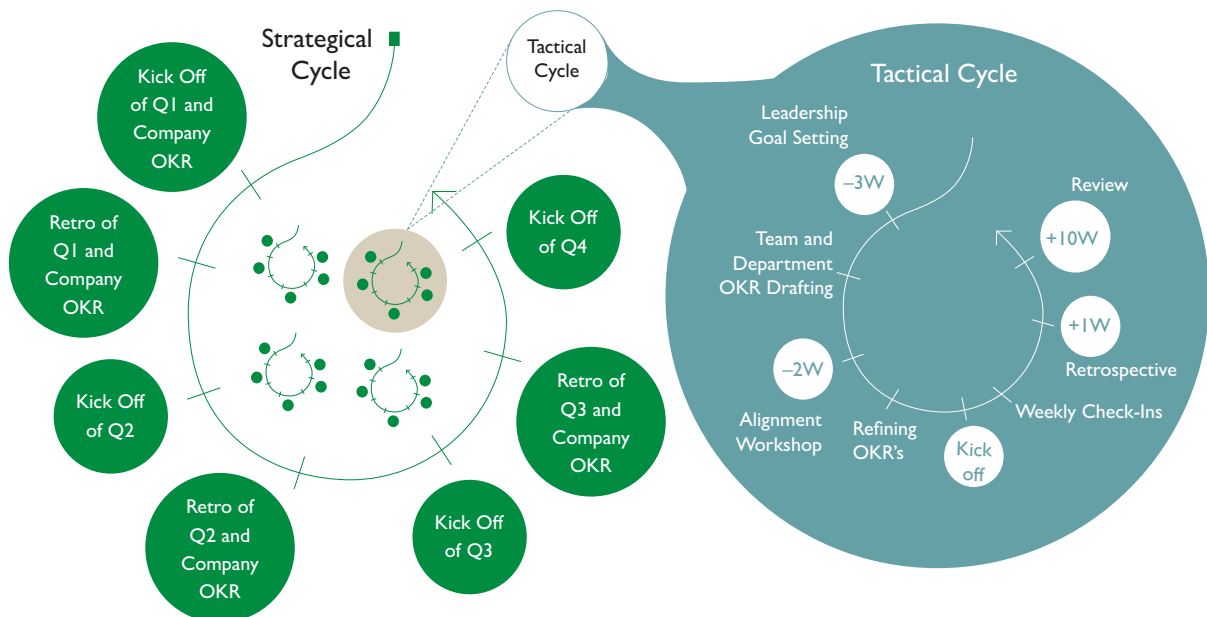 Strategical
Cycle
Kick Off
of Q1 and
Company
OKR
Retro of
Q1 and
Company
OKR
Kick Off
of Q2
Retro of
Q2 and
Company
OKR
Kick Off
of Q3
Retro of
Q3 and
Company
OKR
Kick Off
of Q4
Tactical
Cycle
Tactical Cycle
Leadership
Goal Setting
–3W
Team and
Department
OKR Drafting
–2W
Alignment
Workshop
Refining
OKR's
Kick
off
Weekly Check-Ins
+1W
Retrospective
Review
+10W